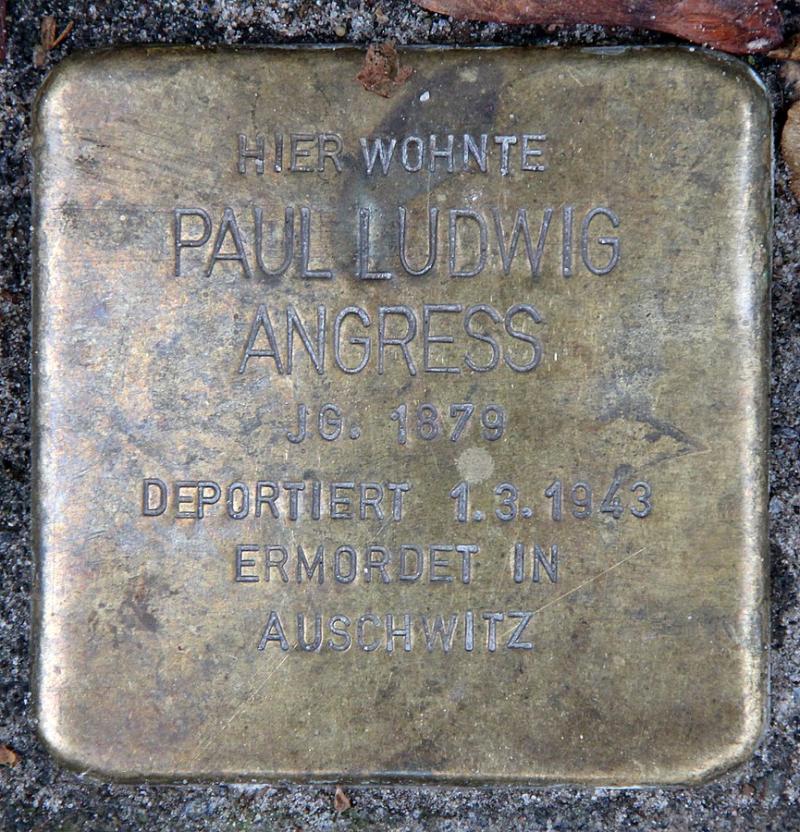 HIER WOHNTE
PAUL LUDWIG
ANGRESS
JG. 1879
DEPORTIERT 1.3.1943
ERMORDET IN
AUSCHWITZ